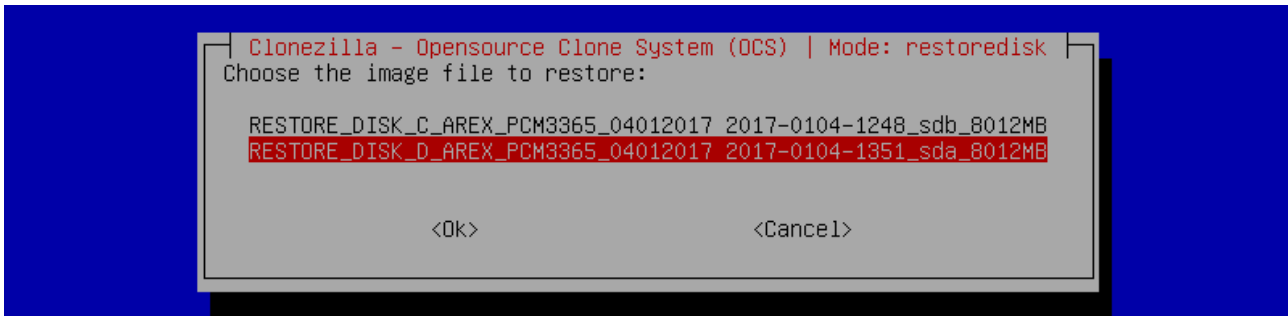 Clonezilla - Opensource Clone System (OCS) | Mode: restoredisk
Choose the image file to restore:
RESTORE_DISK_C_AREX_PCM3365_04012017 2017-0104-1248_sdb_8012MB
RESTORE_DISK_D_AREX_PCM3365_04012017 2017-0104-1351_sda_8012MB
<Ok> <Cancel>